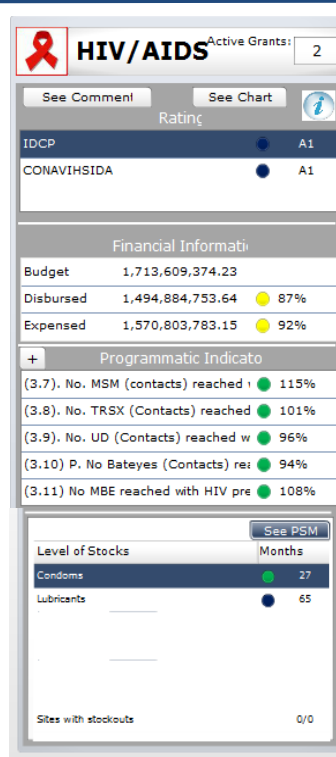 HIV/AIDS Active Grants: 2
See Comment See Chart
Rating
IDCP A1
CONAVIHSIDA A1
Financial Informati
Budget 1,713,609,374.23
Disbursed 1,494,884,753.64 87%
Expensed 1,570,803,783.15 92%
+ Programmatic Indicato
(3.7). No. MSM (contacts) reached 115%
(3.8). No. TRSX (Contacts) reached 101%
(3.9). No. UD (Contacts) reached w 96%
(3.10) P. No Bateyes (Contacts) rea 94%
(3.11) No MBE reached with HIV pre 108%
See PSM
Level of Stocks Months
Condoms 27
Lubricants 65
Sites with stockouts 0/0